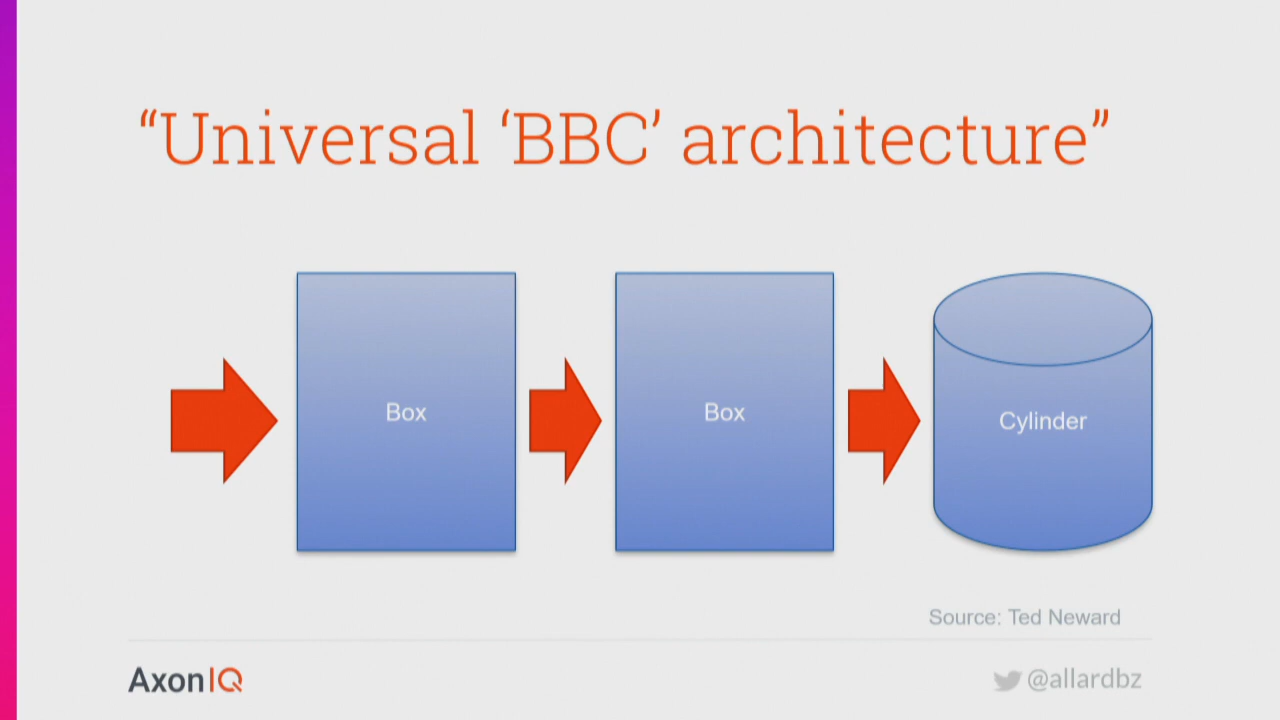 “Universal ‘BBC’ architecture”
Box
Box
Cylinder
Source: Ted Neward
AxonIQ
@allardbz